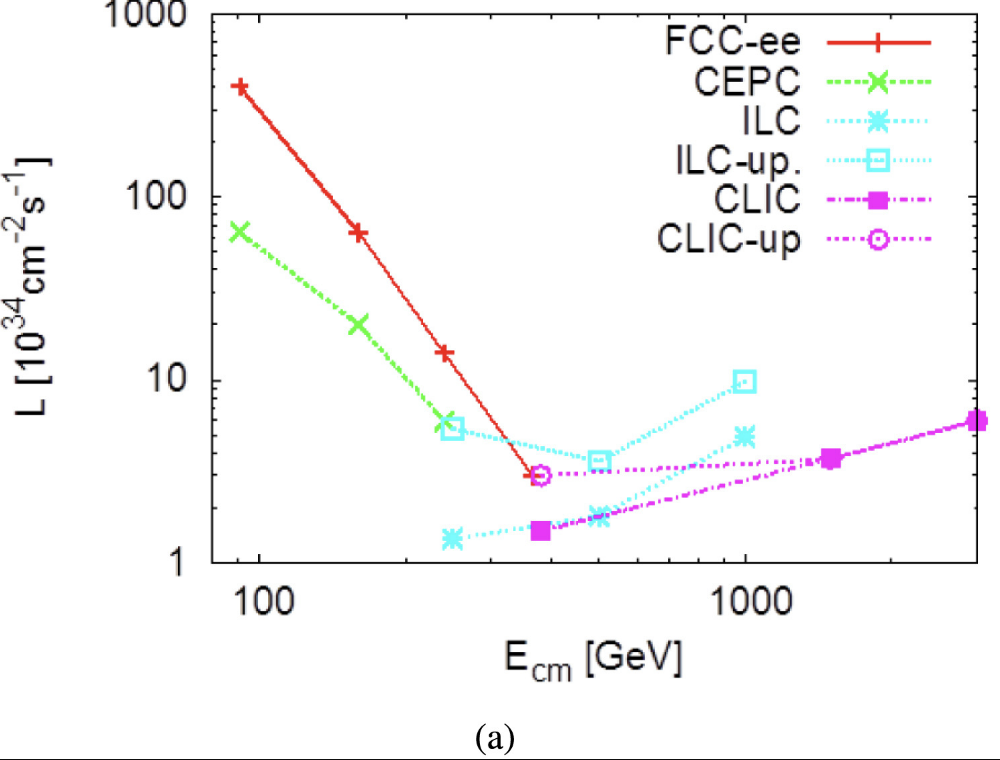 1000
100
10
1
L [10^34cm^-2s^-1]
FCC-ee
CEPC
ILC
ILC-up.
CLIC
CLIC-up
100
1000
E_cm [GeV]
(a)